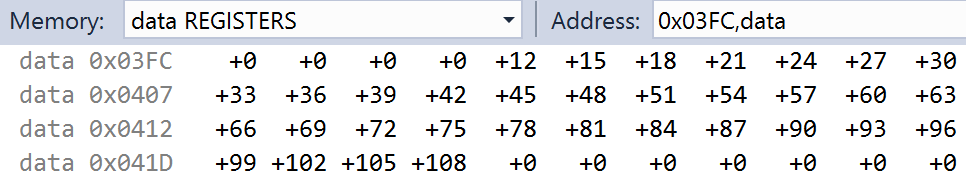 Memory: data REGISTERS Address: 0x03FC,data
data 0x03FC +0 +0 +0 +0 +12 +15 +18 +21 +24 +27 +30
data 0x0407 +33 +36 +39 +42 +45 +48 +51 +54 +57 +60 +63
data 0x0412 +66 +69 +72 +75 +78 +81 +84 +87 +90 +93 +96
data 0x041D +99 +102 +105 +108 +0 +0 +0 +0 +0 +0 +0